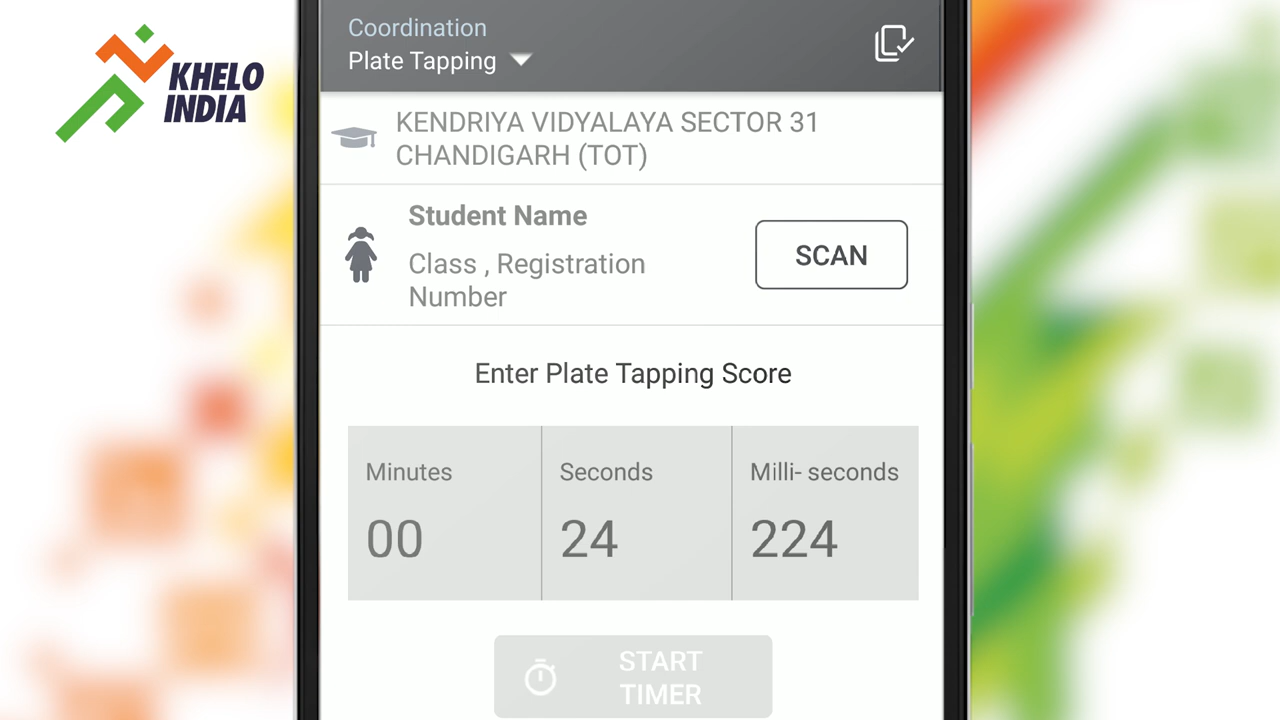 KHELO
INDIA
Coordination
Plate Tapping
KENDRIYA VIDYALAYA SECTOR 31
CHANDIGARH (TOT)
Student Name
Class , Registration
Number
SCAN
Enter Plate Tapping Score
Minutes
Seconds
Milli- seconds
00
24
224
START
TIMER